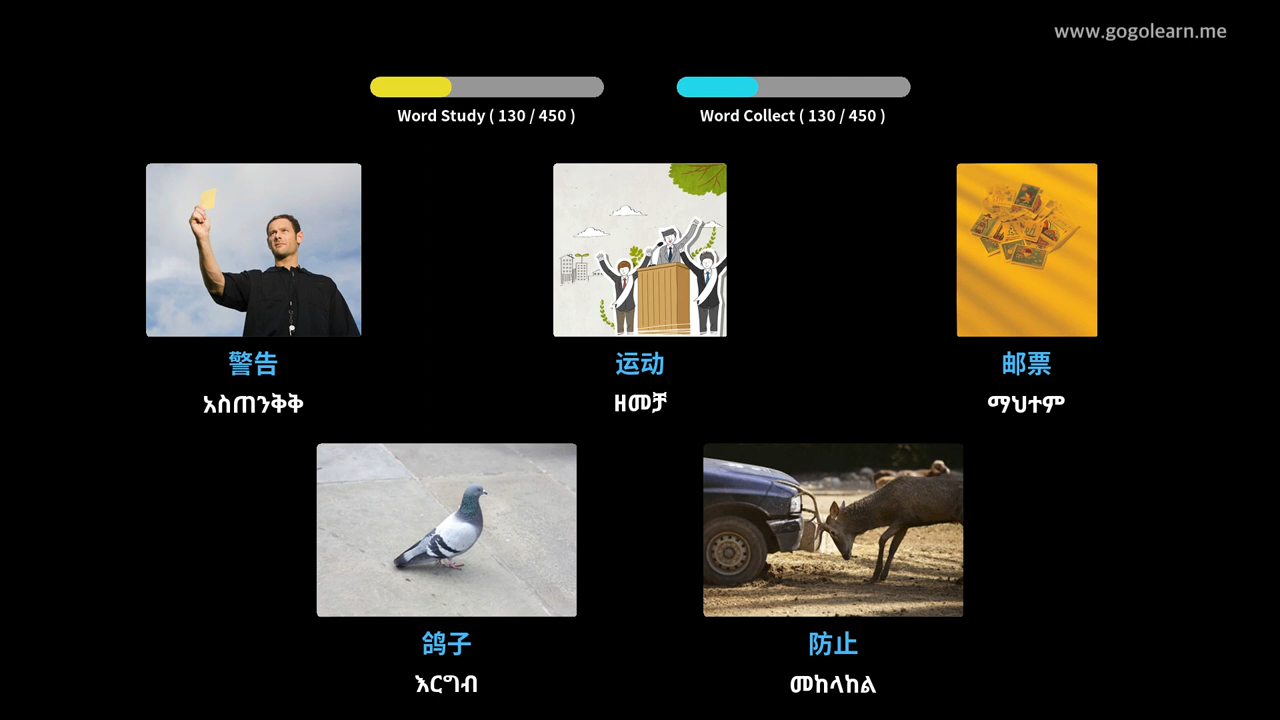 www.gogolearn.me
Word Study ( 130 / 450 )
Word Collect ( 130 / 450 )
警告
አስጠንቅቅ
运动
ዘመቻ
邮票
ማህተም
鸽子
እርግብ
防止
መከላከል